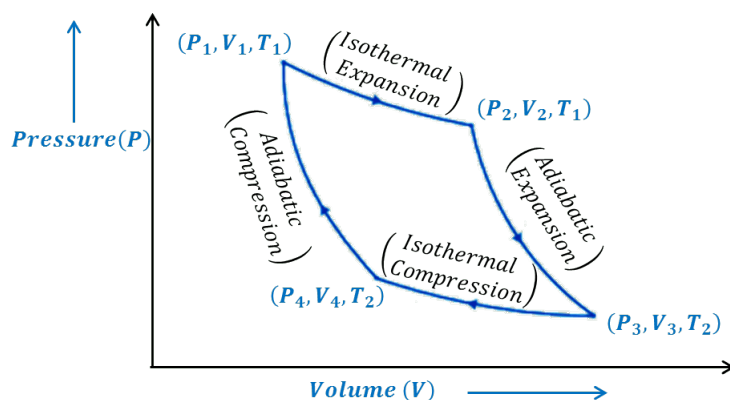 (P₁, V₁, T₁)
(Isothermal
Expansion)
(P₂, V₂, T₁)
Pressure(P)
(Adiabatic
Compression)
(Adiabatic
Expansion)
(Isothermal
Compression)
(P₄, V₄, T₂)
(P₃, V₃, T₂)
Volume (V)